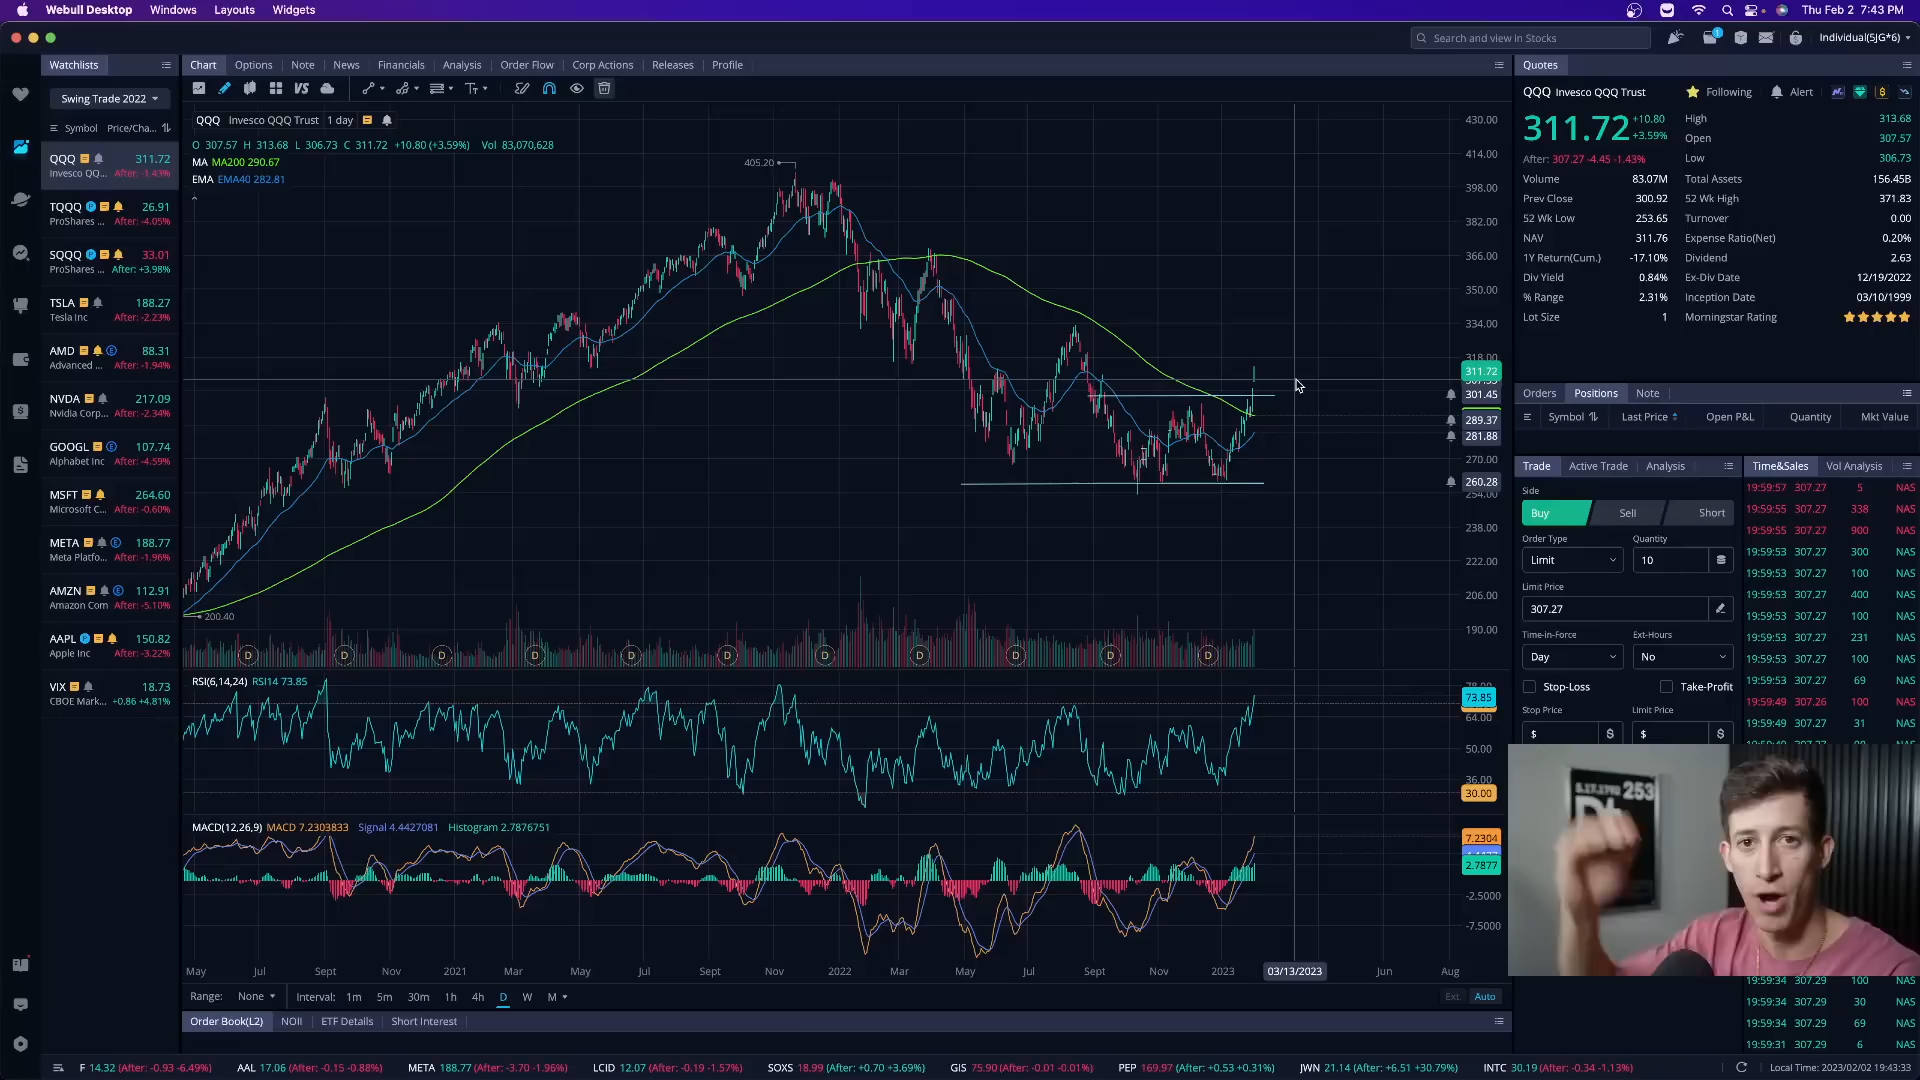 Webull Desktop Windows Layouts Widgets Thu Feb 2 7:43 PM
Search and view in Stocks 1 Individual(5JG*6)
Watchlists Chart Options Note News Financials Analysis Order Flow Corp Actions Releases Profile Quotes
Swing Trade 2022
Symbol Price/Cha...
QQQ 311.72
Invesco QQ... After: -1.43%
TQQQ 26.91
ProShares ... After: -4.05%
SQQQ 33.01
ProShares ... After: +3.98%
TSLA 188.27
Tesla Inc After: -2.23%
AMD 88.31
Advanced ... After: -1.94%
NVDA 217.09
Nvidia Corp... After: -2.34%
GOOGL 107.74
Alphabet Inc After: -4.59%
MSFT 264.60
Microsoft C... After: -0.60%
META 188.77
Meta Platfo... After: -1.96%
AMZN 112.91
Amazon Com After: -5.10%
AAPL 150.82
Apple Inc After: -3.22%
VIX 18.73
CBOE Mark... +0.86 +4.81%
VS
QQQ Invesco QQQ Trust 1 day
O 307.57 H 313.68 L 306.73 C 311.72 +10.80 (+3.59%) Vol 83,070,628
MA MA200 290.67
EMA EMA40 282.81
405.20
200.40
430.00
414.00
398.00
382.00
366.00
350.00
334.00
318.00
311.72
301.45
289.37
281.88
270.00
260.28
254.00
238.00
222.00
206.00
190.00
D D D D D D D D D D D
RSI(6,14,24) RSI14 73.85
78.00
73.85
64.00
50.00
36.00
30.00
MACD(12,26,9) MACD 7.2303833 Signal 4.4427081 Histogram 2.7876751
7.2304
2.7877
-2.5000
-7.5000
May Jul Sept Nov 2021 Mar May Jul Sept Nov 2022 Mar May Jul Sept Nov 2023 03/13/2023 Jun Aug
Range: None Interval: 1m 5m 30m 1h 4h D W M Ext. Auto
Order Book(L2) NOII ETF Details Short Interest
QQQ Invesco QQQ Trust Following Alert
311.72 +10.80
+3.59%
After: 307.27 -4.45 -1.43%
High 313.68
Open 307.57
Low 306.73
Volume 83.07M Total Assets 156.45B
Prev Close 300.92 52 Wk High 371.83
52 Wk Low 253.65 Turnover 0.00
NAV 311.76 Expense Ratio(Net) 0.20%
1Y Return(Cum.) -17.10% Dividend 2.63
Div Yield 0.84% Ex-Div Date 12/19/2022
% Range 2.31% Inception Date 03/10/1999
Lot Size 1 Morningstar Rating
Orders Positions Note
Symbol Last Price Open P&L Quantity Mkt Value
Trade Active Trade Analysis
Side
Buy Sell Short
Order Type Quantity
Limit 10
Limit Price
307.27
Time-In-Force Ext-Hours
Day No
Stop-Loss Take-Profit
Stop Price Limit Price
$ $ $ $
Time&Sales Vol Analysis
19:59:57 307.27 5 NAS
19:59:55 307.27 338 NAS
19:59:55 307.27 900 NAS
19:59:53 307.27 300 NAS
19:59:53 307.27 100 NAS
19:59:53 307.27 400 NAS
19:59:53 307.27 100 NAS
19:59:53 307.27 231 NAS
19:59:53 307.27 100 NAS
19:59:53 307.27 69 NAS
19:59:49 307.26 100 NAS
19:59:49 307.27 31 NAS
253
19:59:34 307.29 100 NAS
19:59:34 307.29 30 NAS
19:59:34 307.29 69 NAS
19:59:31 307.29 6 NAS
F 14.32 (After: -0.93 -6.49%) AAL 17.06 (After: -0.15 -0.88%) META 188.77 (After: -3.70 -1.96%) LCID 12.07 (After: -0.19 -1.57%) SOXS 18.99 (After: +0.70 +3.69%) GIS 75.90 (After: -0.01 -0.01%) PEP 169.97 (After: +0.53 +0.31%) JWN 21.14 (After: +6.51 +30.79%) INTC 30.19 (After: -0.34 -1.13%) Local Time: 2023/02/02 19:43:33